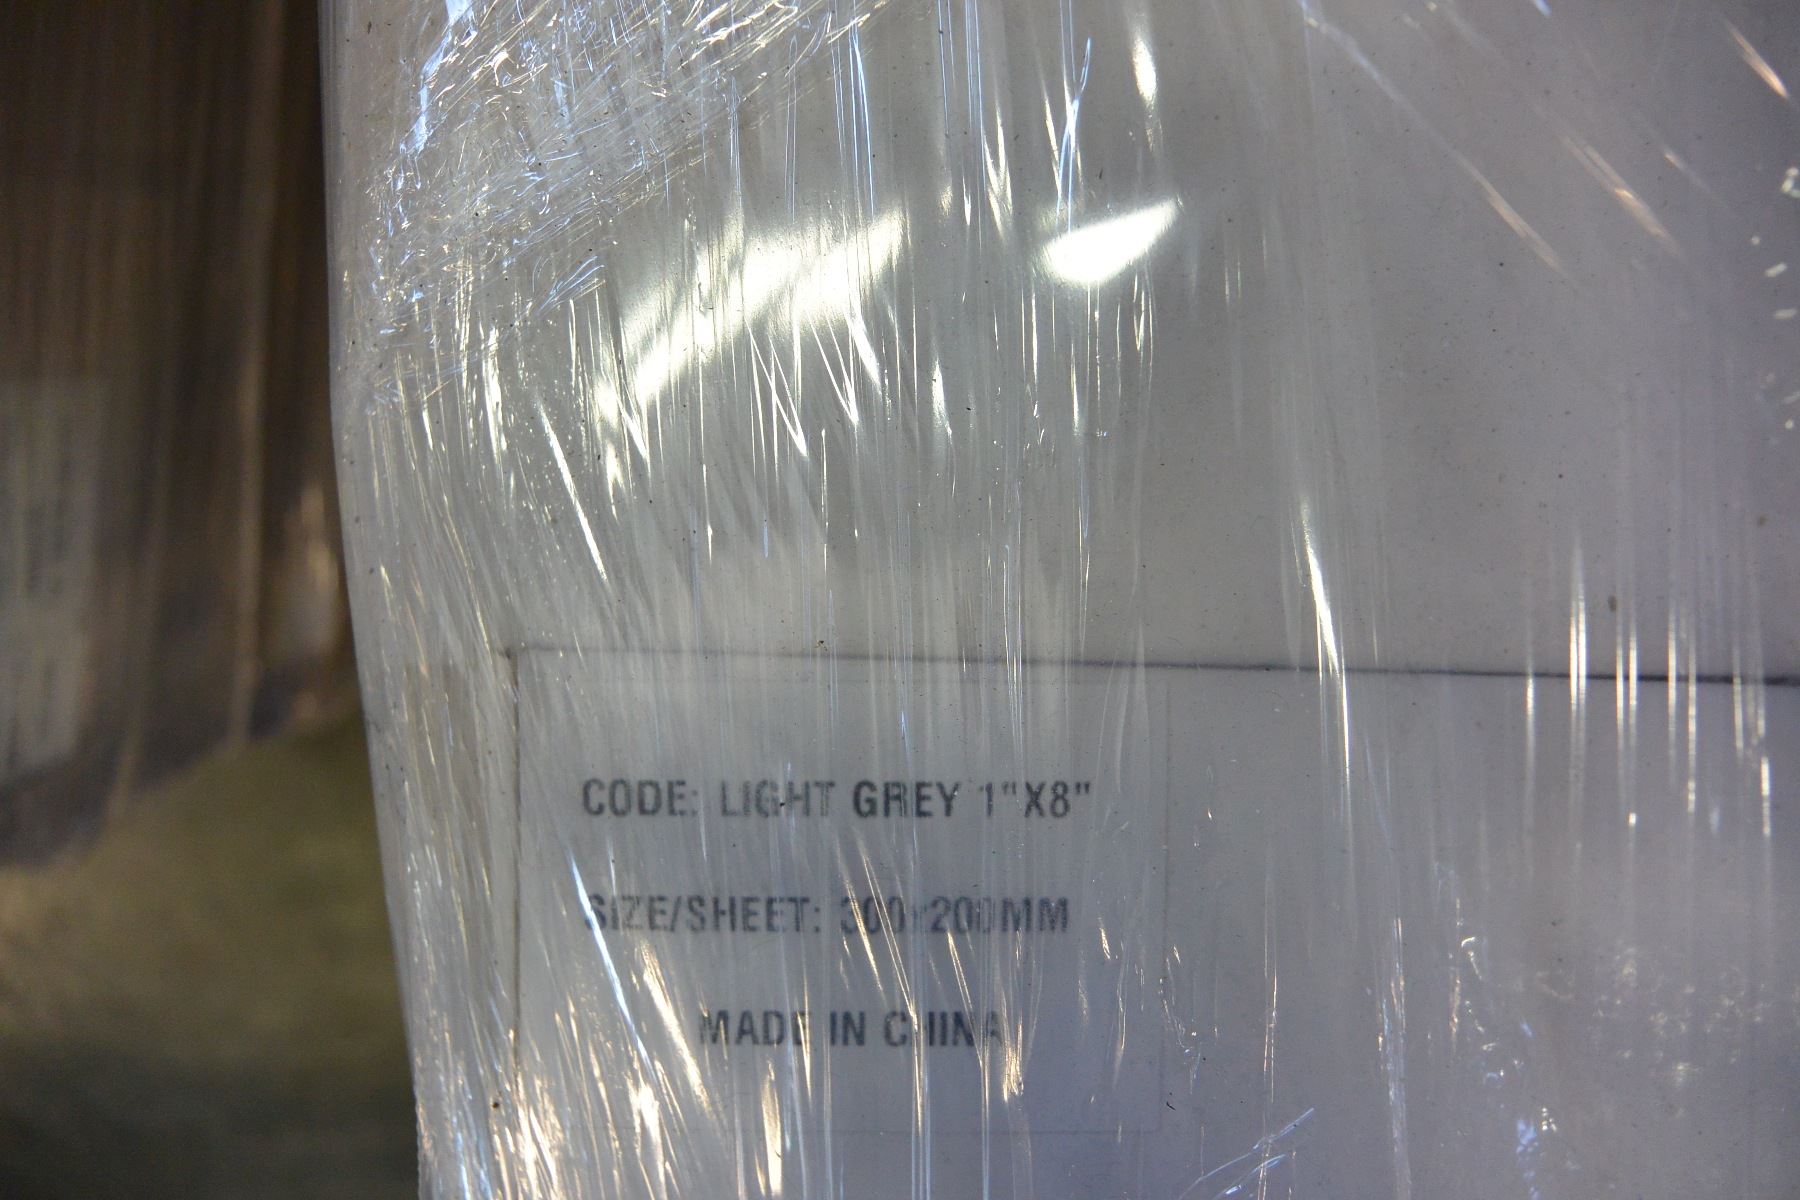 CODE: LIGHT GREY 1"X8"
SIZE/SHEET: 300x200MM
MADE IN CHINA